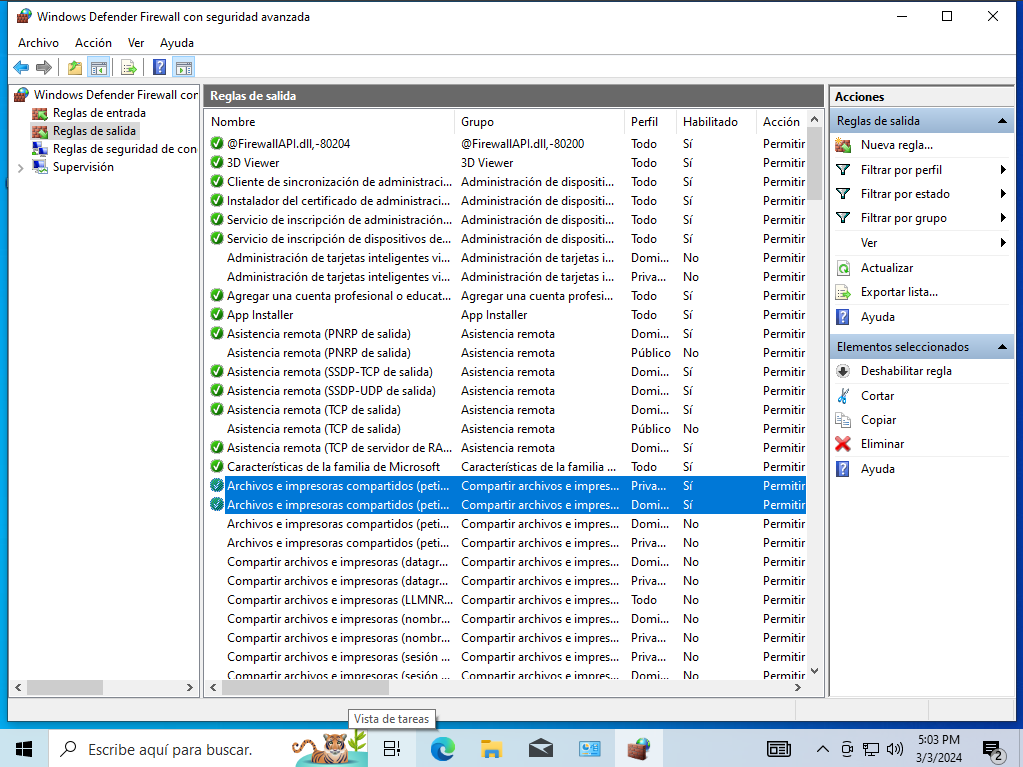 Windows Defender Firewall con seguridad avanzada
Archivo Acción Ver Ayuda
Windows Defender Firewall cor
Reglas de entrada
Reglas de salida
Reglas de seguridad de con
Supervisión
Reglas de salida
Nombre Grupo Perfil Habilitado Acción
@FirewallAPI.dll,-80204 @FirewallAPI.dll,-80200 Todo Sí Permitir
3D Viewer 3D Viewer Todo Sí Permitir
Cliente de sincronización de administraci... Administración de dispositi... Todo Sí Permitir
Instalador del certificado de administraci... Administración de dispositi... Todo Sí Permitir
Servicio de inscripción de administración... Administración de dispositi... Todo Sí Permitir
Servicio de inscripción de dispositivos de... Administración de dispositi... Todo Sí Permitir
Administración de tarjetas inteligentes vi... Administración de tarjetas i... Domi... No Permitir
Administración de tarjetas inteligentes vi... Administración de tarjetas i... Priva... No Permitir
Agregar una cuenta profesional o educat... Agregar una cuenta profesi... Todo Sí Permitir
App Installer App Installer Todo Sí Permitir
Asistencia remota (PNRP de salida) Asistencia remota Domi... Sí Permitir
Asistencia remota (PNRP de salida) Asistencia remota Público No Permitir
Asistencia remota (SSDP-TCP de salida) Asistencia remota Domi... Sí Permitir
Asistencia remota (SSDP-UDP de salida) Asistencia remota Domi... Sí Permitir
Asistencia remota (TCP de salida) Asistencia remota Domi... Sí Permitir
Asistencia remota (TCP de salida) Asistencia remota Público No Permitir
Asistencia remota (TCP de servidor de RA... Asistencia remota Domi... Sí Permitir
Características de la familia de Microsoft Características de la familia ... Todo Sí Permitir
Archivos e impresoras compartidos (peti... Compartir archivos e impres... Priva... Sí Permitir
Archivos e impresoras compartidos (peti... Compartir archivos e impres... Domi... Sí Permitir
Archivos e impresoras compartidos (peti... Compartir archivos e impres... Domi... No Permitir
Archivos e impresoras compartidos (peti... Compartir archivos e impres... Priva... No Permitir
Compartir archivos e impresoras (datagr... Compartir archivos e impres... Domi... No Permitir
Compartir archivos e impresoras (datagr... Compartir archivos e impres... Priva... No Permitir
Compartir archivos e impresoras (LLMNR... Compartir archivos e impres... Todo No Permitir
Compartir archivos e impresoras (nombr... Compartir archivos e impres... Domi... No Permitir
Compartir archivos e impresoras (nombr... Compartir archivos e impres... Priva... No Permitir
Compartir archivos e impresoras (sesión ... Compartir archivos e impres... Priva... No Permitir
Compartir archivos e impresoras (sesión ... Compartir archivos e impres... Domi... No Permitir
Acciones
Reglas de salida
Nueva regla...
Filtrar por perfil
Filtrar por estado
Filtrar por grupo
Ver
Actualizar
Exportar lista...
Ayuda
Elementos seleccionados
Deshabilitar regla
Cortar
Copiar
Eliminar
Ayuda
Vista de tareas
Escribe aquí para buscar.
5:03 PM
3/3/2024
2